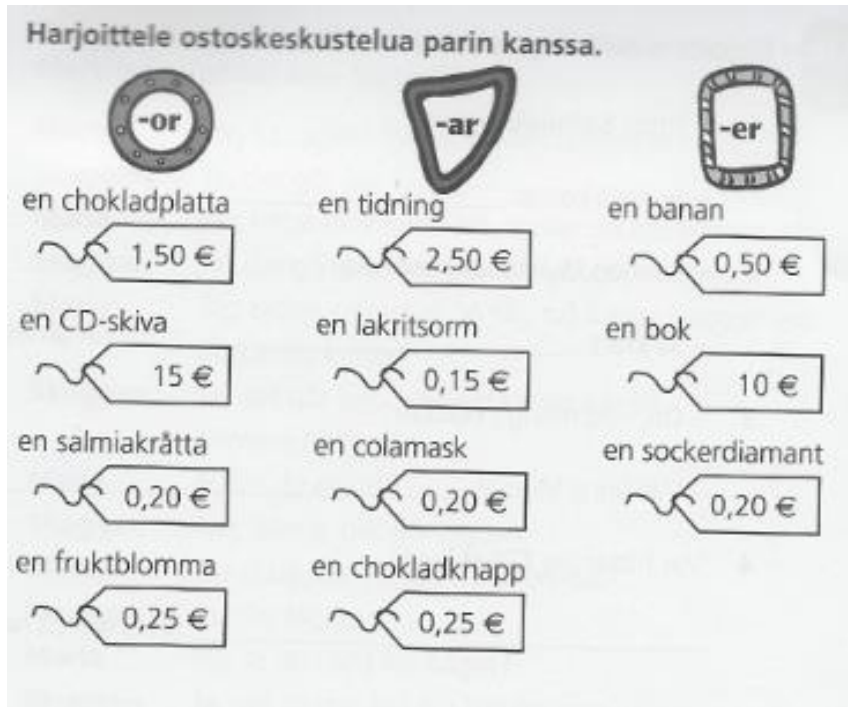 Harjoittele ostoskeskustelua parin kanssa.
-or
-ar
-er
en chokladplatta
en tidning
en banan
1,50 €
2,50 €
0,50 €
en CD-skiva
en lakritsorm
en bok
15 €
0,15 €
10 €
en salmiakråtta
en colamask
en sockerdiamant
0,20 €
0,20 €
0,20 €
en fruktblomma
en chokladknapp
0,25 €
0,25 €